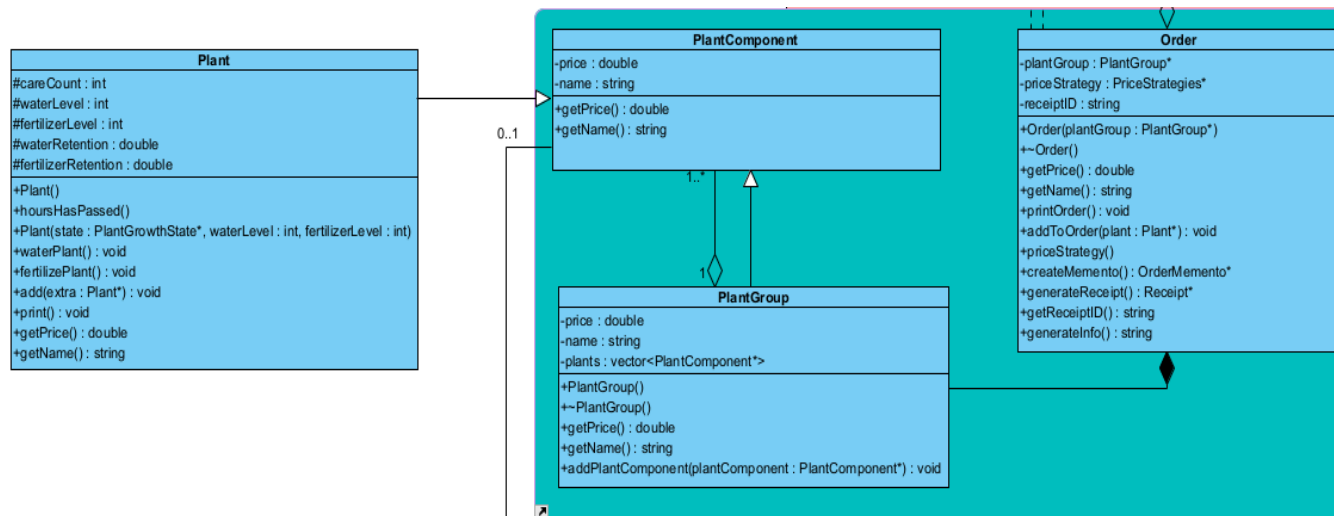 Plant
#careCount : int
#waterLevel : int
#fertilizerLevel : int
#waterRetention : double
#fertilizerRetention : double
+Plant()
+hoursHasPassed()
+Plant(state : PlantGrowthState*, waterLevel : int, fertilizerLevel : int)
+waterPlant() : void
+fertilizePlant() : void
+add(extra : Plant*) : void
+print() : void
+getPrice() : double
+getName() : string
0..1
PlantComponent
-price : double
-name : string
+getPrice() : double
+getName() : string
1..*
1
PlantGroup
-price : double
-name : string
-plants : vector<PlantComponent*>
+PlantGroup()
+~PlantGroup()
+getPrice() : double
+getName() : string
+addPlantComponent(plantComponent : PlantComponent*) : void
Order
-plantGroup : PlantGroup*
-priceStrategy : PriceStrategies*
-receiptID : string
+Order(plantGroup : PlantGroup*)
+~Order()
+getPrice() : double
+getName() : string
+printOrder() : void
+addToOrder(plant : Plant*) : void
+priceStrategy()
+createMemento() : OrderMemento*
+generateReceipt() : Receipt*
+getReceiptID() : string
+generateInfo() : string